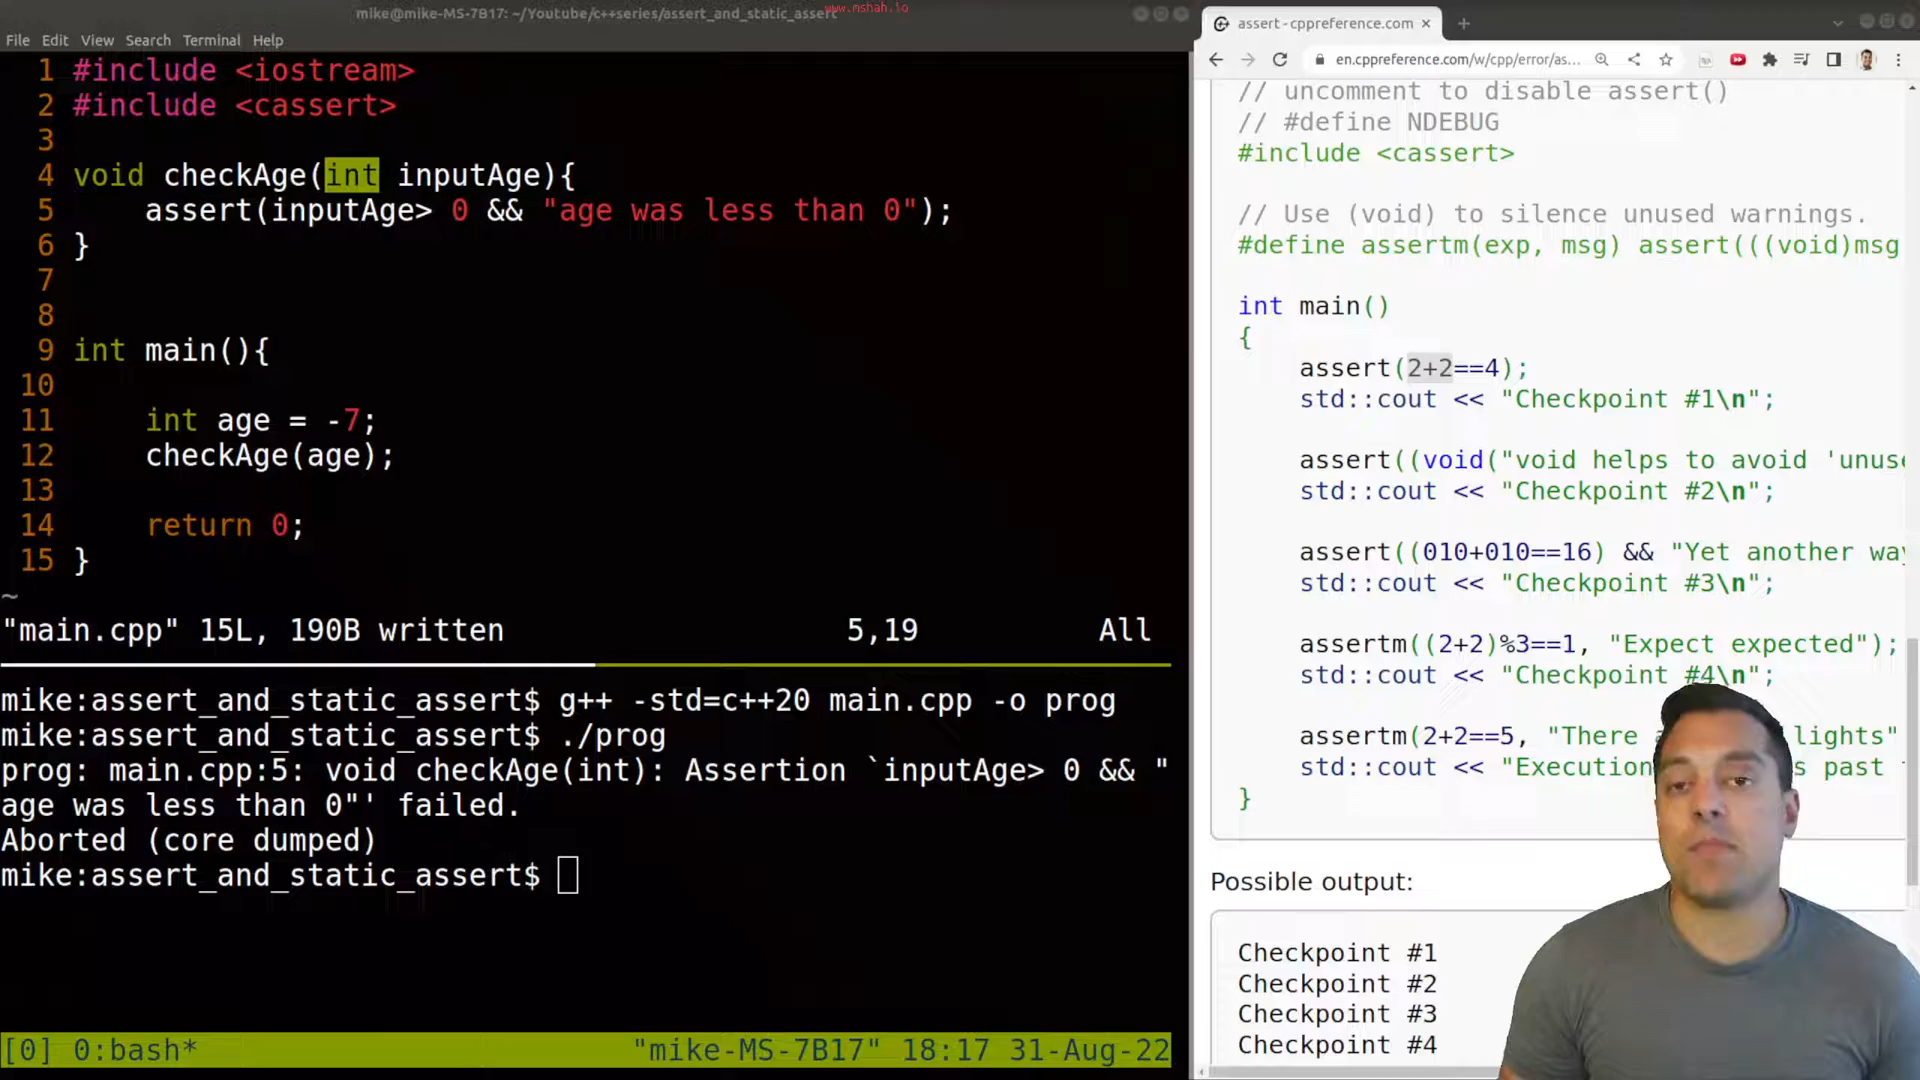 mike@mike-MS-7B17: ~/Youtube/c++series/assert_and_static_assert
www.mshah.io
File Edit View Search Terminal Help
1 #include <iostream>
2 #include <cassert>
3
4 void checkAge(int inputAge){
5 assert(inputAge> 0 && "age was less than 0");
6 }
7
8
9 int main(){
10
11 int age = -7;
12 checkAge(age);
13
14 return 0;
15 }
~
"main.cpp" 15L, 190B written 5,19 All
mike:assert_and_static_assert$ g++ -std=c++20 main.cpp -o prog
mike:assert_and_static_assert$ ./prog
prog: main.cpp:5: void checkAge(int): Assertion `inputAge> 0 && "
age was less than 0"' failed.
Aborted (core dumped)
mike:assert_and_static_assert$
[0] 0:bash* "mike-MS-7B17" 18:17 31-Aug-22
assert - cppreference.com
en.cppreference.com/w/cpp/error/as...
// uncomment to disable assert()
// #define NDEBUG
#include <cassert>
// Use (void) to silence unused warnings.
#define assertm(exp, msg) assert(((void)msg
int main()
{
assert(2+2==4);
std::cout << "Checkpoint #1\n";
assert((void("void helps to avoid 'unuse
std::cout << "Checkpoint #2\n";
assert((010+010==16) && "Yet another way
std::cout << "Checkpoint #3\n";
assertm((2+2)%3==1, "Expect expected");
std::cout << "Checkpoint #4\n";
assertm(2+2==5, "There lights"
std::cout << "Execution past
}
Possible output:
Checkpoint #1
Checkpoint #2
Checkpoint #3
Checkpoint #4